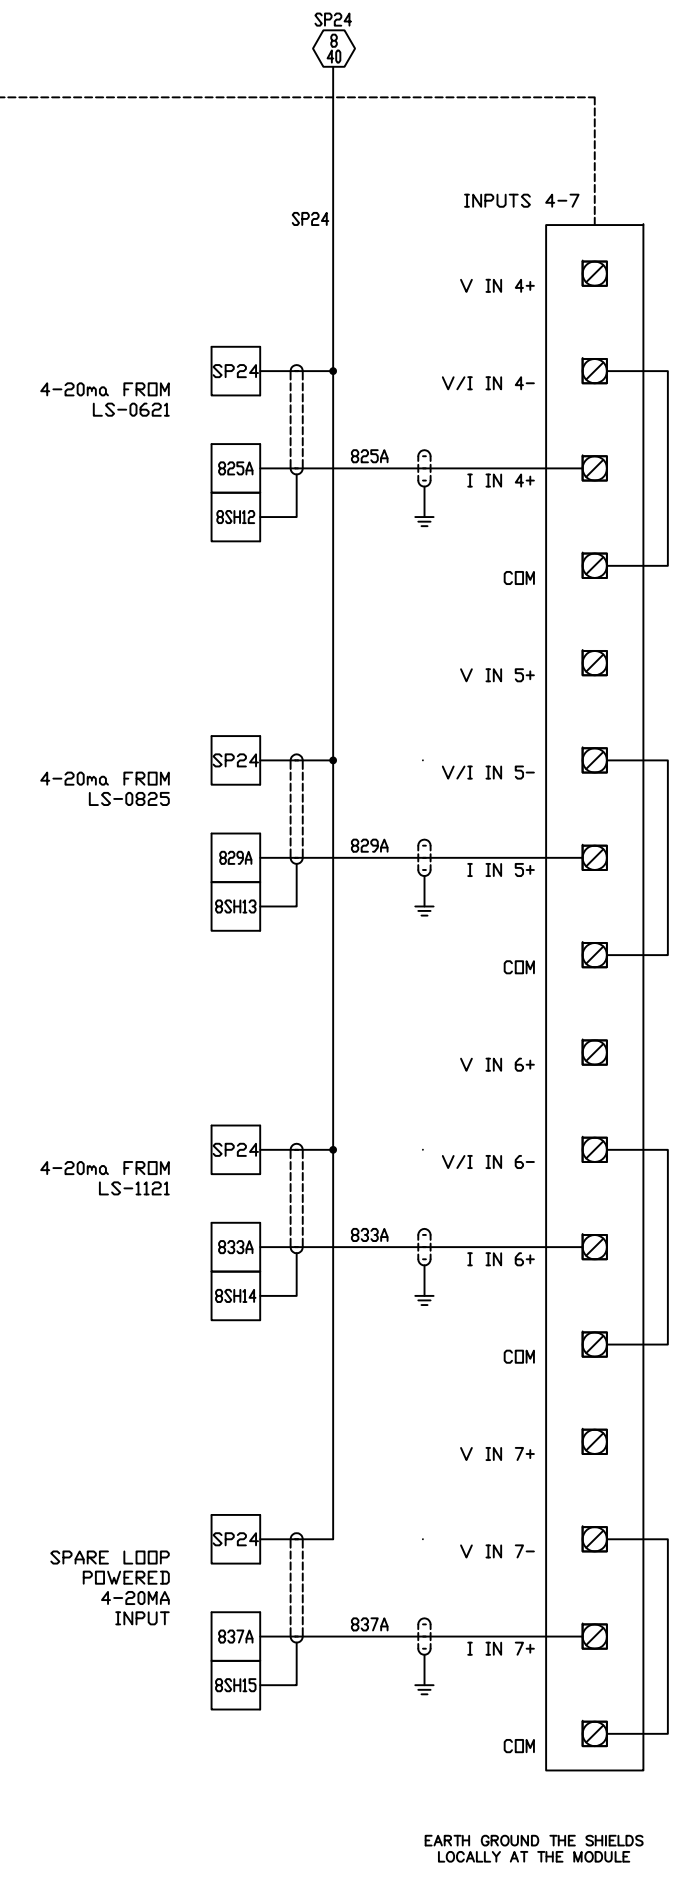 SP24
8
40
INPUTS 4-7
SP24
V IN 4+
SP24
V/I IN 4-
4-20ma FROM
LS-0621
825A
825A
I IN 4+
8SH12
COM
V IN 5+
SP24
V/I IN 5-
4-20ma FROM
LS-0825
829A
829A
I IN 5+
8SH13
COM
V IN 6+
SP24
V/I IN 6-
4-20ma FROM
LS-1121
833A
833A
I IN 6+
8SH14
COM
V IN 7+
SP24
V IN 7-
SPARE LOOP
POWERED
4-20MA
INPUT
837A
837A
I IN 7+
8SH15
COM
EARTH GROUND THE SHIELDS
LOCALLY AT THE MODULE